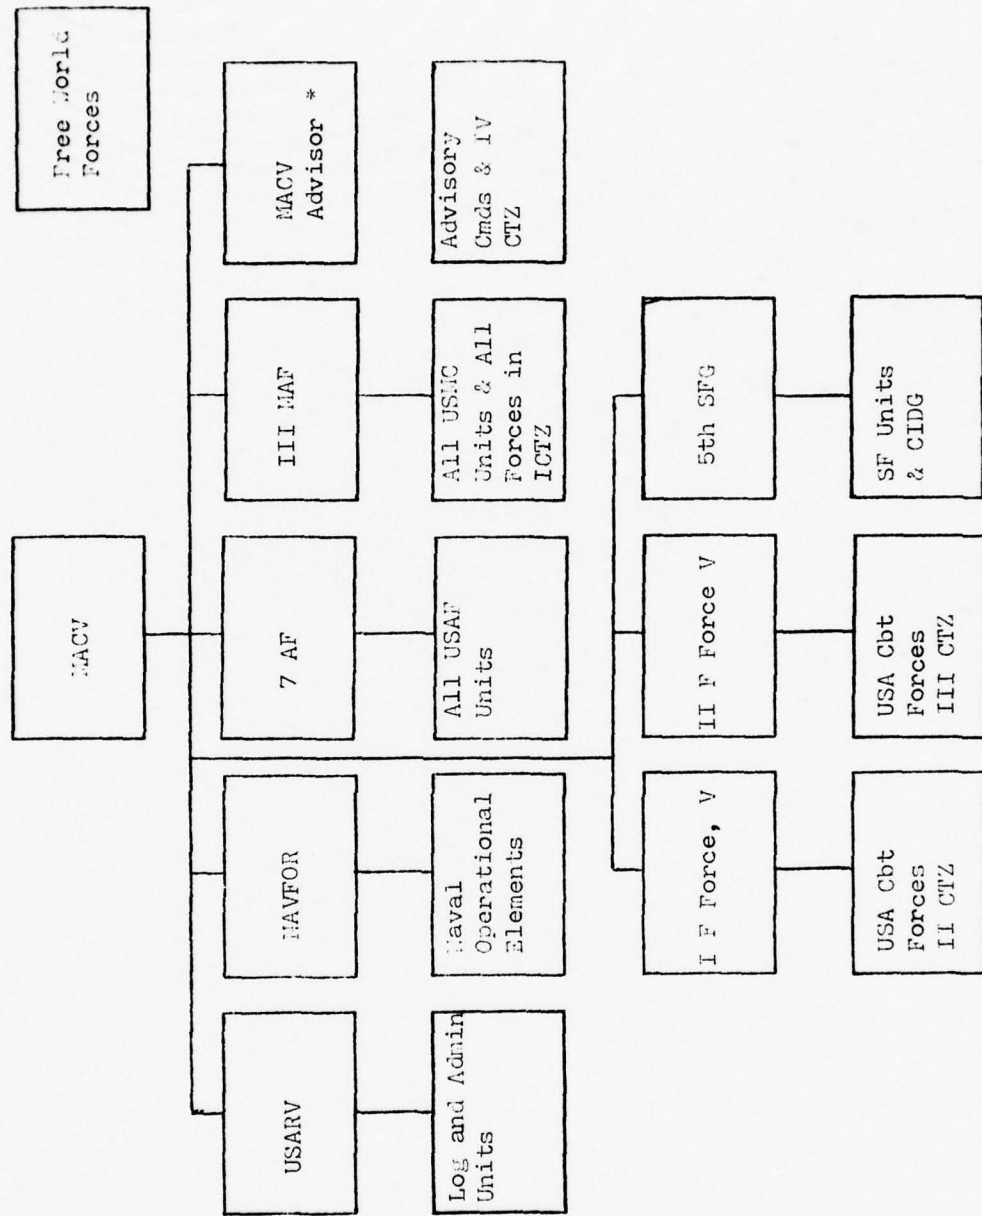 MACV
Free World
Forces
USARV
NAVFOR
7 AF
III MAF
MACV
Advisor *
Log and Admin
Units
Naval
Operational
Elements
All USAF
Units
All USMC
Units & All
Forces in
ICTZ
Advisory
Cmds & IV
CTZ
I F Force, V
II F Force V
5th SFG
USA Cbt
Forces
II CTZ
USA Cbt
Forces
III CTZ
SF Units
& CIDG